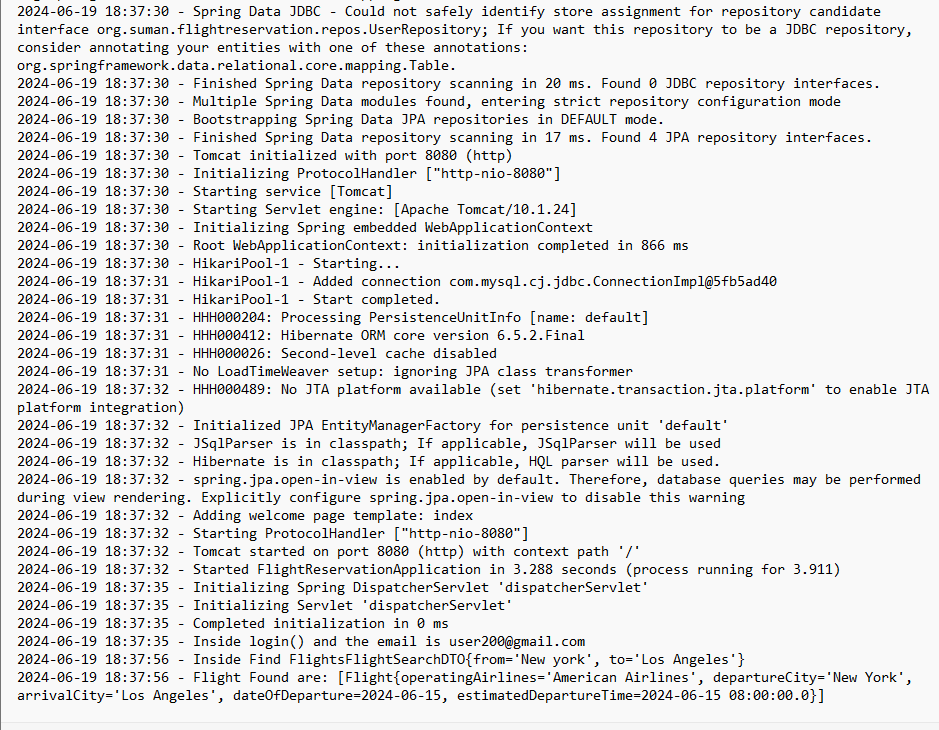 2024-06-19 18:37:30 - Spring Data JDBC - Could not safely identify store assignment for repository candidate
interface org.suman.flightreservation.repos.UserRepository; If you want this repository to be a JDBC repository,
consider annotating your entities with one of these annotations:
org.springframework.data.relational.core.mapping.Table.
2024-06-19 18:37:30 - Finished Spring Data repository scanning in 20 ms. Found 0 JDBC repository interfaces.
2024-06-19 18:37:30 - Multiple Spring Data modules found, entering strict repository configuration mode
2024-06-19 18:37:30 - Bootstrapping Spring Data JPA repositories in DEFAULT mode.
2024-06-19 18:37:30 - Finished Spring Data repository scanning in 17 ms. Found 4 JPA repository interfaces.
2024-06-19 18:37:30 - Tomcat initialized with port 8080 (http)
2024-06-19 18:37:30 - Initializing ProtocolHandler ["http-nio-8080"]
2024-06-19 18:37:30 - Starting service [Tomcat]
2024-06-19 18:37:30 - Starting Servlet engine: [Apache Tomcat/10.1.24]
2024-06-19 18:37:30 - Initializing Spring embedded WebApplicationContext
2024-06-19 18:37:30 - Root WebApplicationContext: initialization completed in 866 ms
2024-06-19 18:37:30 - HikariPool-1 - Starting...
2024-06-19 18:37:31 - HikariPool-1 - Added connection com.mysql.cj.jdbc.ConnectionImpl@5fb5ad40
2024-06-19 18:37:31 - HikariPool-1 - Start completed.
2024-06-19 18:37:31 - HHH000204: Processing PersistenceUnitInfo [name: default]
2024-06-19 18:37:31 - HHH000412: Hibernate ORM core version 6.5.2.Final
2024-06-19 18:37:31 - HHH000026: Second-level cache disabled
2024-06-19 18:37:31 - No LoadTimeWeaver setup: ignoring JPA class transformer
2024-06-19 18:37:32 - HHH000489: No JTA platform available (set 'hibernate.transaction.jta.platform' to enable JTA
platform integration)
2024-06-19 18:37:32 - Initialized JPA EntityManagerFactory for persistence unit 'default'
2024-06-19 18:37:32 - JSqlParser is in classpath; If applicable, JSqlParser will be used
2024-06-19 18:37:32 - Hibernate is in classpath; If applicable, HQL parser will be used.
2024-06-19 18:37:32 - spring.jpa.open-in-view is enabled by default. Therefore, database queries may be performed
during view rendering. Explicitly configure spring.jpa.open-in-view to disable this warning
2024-06-19 18:37:32 - Adding welcome page template: index
2024-06-19 18:37:32 - Starting ProtocolHandler ["http-nio-8080"]
2024-06-19 18:37:32 - Tomcat started on port 8080 (http) with context path '/'
2024-06-19 18:37:32 - Started FlightReservationApplication in 3.288 seconds (process running for 3.911)
2024-06-19 18:37:35 - Initializing Spring DispatcherServlet 'dispatcherServlet'
2024-06-19 18:37:35 - Initializing Servlet 'dispatcherServlet'
2024-06-19 18:37:35 - Completed initialization in 0 ms
2024-06-19 18:37:35 - Inside login() and the email is user200@gmail.com
2024-06-19 18:37:56 - Inside Find FlightsFlightSearchDTO{from='New york', to='Los Angeles'}
2024-06-19 18:37:56 - Flight Found are: [Flight{operatingAirlines='American Airlines', departureCity='New York',
arrivalCity='Los Angeles', dateOfDeparture=2024-06-15, estimatedDepartureTime=2024-06-15 08:00:00.0}]